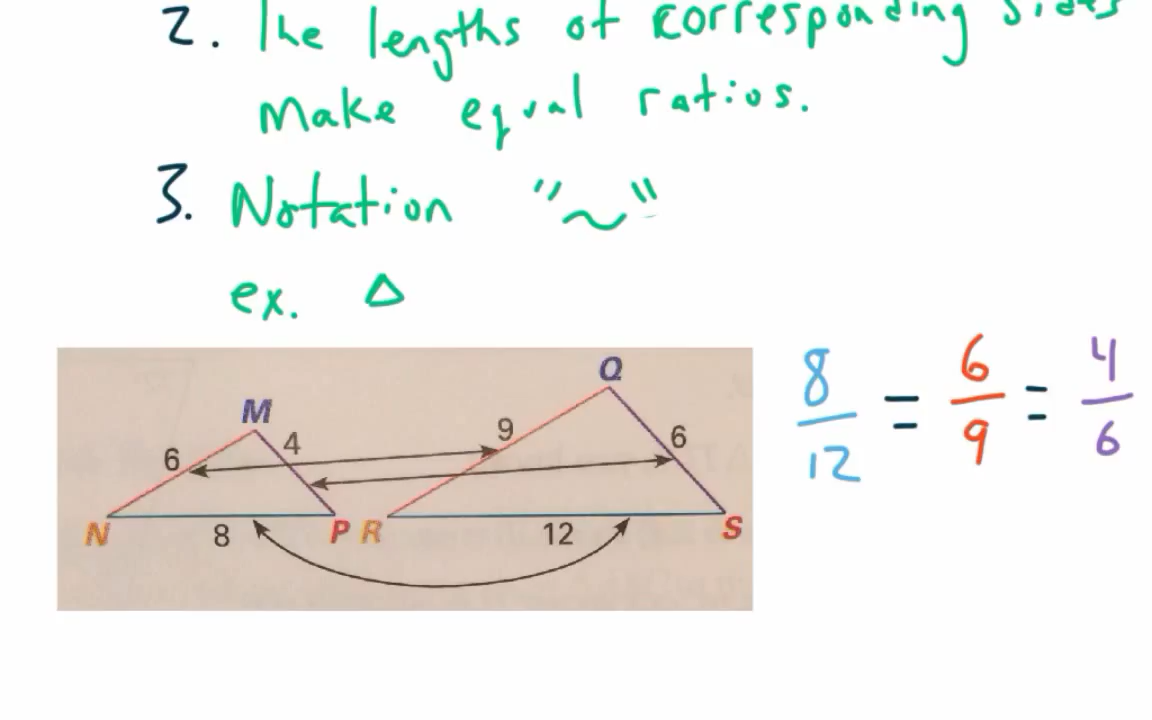 2. The lengths of corresponding sides
make equal ratios.
3. Notation "~"
ex. Δ
Q
M
6
4
9
6
N
8
P
R
12
S
8/12 = 6/9 = 4/6